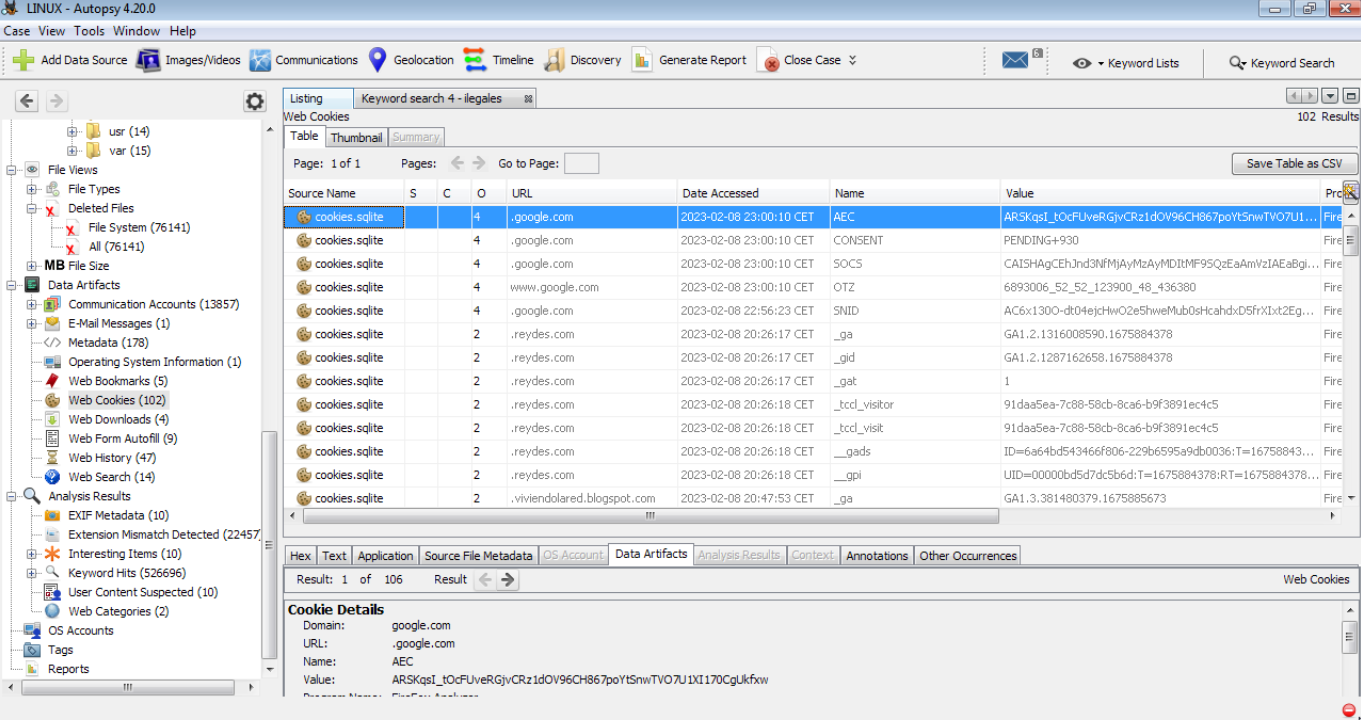 LINUX - Autopsy 4.20.0
Case View Tools Window Help
Add Data Source Images/Videos Communications Geolocation Timeline Discovery Generate Report Close Case 6 Keyword Lists Keyword Search
Listing Keyword search 4 - ilegales
Web Cookies 102 Results
Table Thumbnail Summary
Page: 1 of 1 Pages: Go to Page: Save Table as CSV
Source Name S C O URL Date Accessed Name Value Pro
cookies.sqlite 4 .google.com 2023-02-08 23:00:10 CET AEC ARSKqsI_tOcFUveRGjvCRz1dOV96CH867poYtSnwTVO7U1... Fire
cookies.sqlite 4 .google.com 2023-02-08 23:00:10 CET CONSENT PENDING+930 Fire
cookies.sqlite 4 .google.com 2023-02-08 23:00:10 CET SOCS CAISHAgCEhJnd3NfMjAyMzAyMDItMF9SQzEaAmVzIAEaBgi... Fire
cookies.sqlite 4 www.google.com 2023-02-08 23:00:10 CET OTZ 6893006_52_52_123900_48_436380 Fire
cookies.sqlite 4 .google.com 2023-02-08 22:56:23 CET SNID AC6x130O-dt04ejcHwO2e5hweMub0sHcahdxD5frXIxt2Eg... Fire
cookies.sqlite 2 .reydes.com 2023-02-08 20:26:17 CET _ga GA1.2.1316008590.1675884378 Fire
cookies.sqlite 2 .reydes.com 2023-02-08 20:26:17 CET _gid GA1.2.1287162658.1675884378 Fire
cookies.sqlite 2 .reydes.com 2023-02-08 20:26:17 CET _gat 1 Fire
cookies.sqlite 2 .reydes.com 2023-02-08 20:26:18 CET _tccl_visitor 91daa5ea-7c88-58cb-8ca6-b9f3891ec4c5 Fire
cookies.sqlite 2 .reydes.com 2023-02-08 20:26:18 CET _tccl_visit 91daa5ea-7c88-58cb-8ca6-b9f3891ec4c5 Fire
cookies.sqlite 2 .reydes.com 2023-02-08 20:26:18 CET __gads ID=6a64bd543466f806-229b6595a9db0036:T=16758843... Fire
cookies.sqlite 2 .reydes.com 2023-02-08 20:26:18 CET __gpi UID=00000bd5d7dc5b6d:T=1675884378:RT=1675884378... Fire
cookies.sqlite 2 .viviendolared.blogspot.com 2023-02-08 20:47:53 CET _ga GA1.3.381480379.1675885673 Fire
usr (14)
var (15)
File Views
File Types
Deleted Files
File System (76141)
All (76141)
MB File Size
Data Artifacts
Communication Accounts (13857)
E-Mail Messages (1)
Metadata (178)
Operating System Information (1)
Web Bookmarks (5)
Web Cookies (102)
Web Downloads (4)
Web Form Autofill (9)
Web History (47)
Web Search (14)
Analysis Results
EXIF Metadata (10)
Extension Mismatch Detected (22457)
Interesting Items (10)
Keyword Hits (526696)
User Content Suspected (10)
Web Categories (2)
OS Accounts
Tags
Reports
Hex Text Application Source File Metadata OS Account Data Artifacts Analysis Results Context Annotations Other Occurrences
Result: 1 of 106 Result Web Cookies
Cookie Details
Domain: google.com
URL: .google.com
Name: AEC
Value: ARSKqsI_tOcFUveRGjvCRz1dOV96CH867poYtSnwTVO7U1XI170CgUkfxw
Program Name: FireFox Analyzer